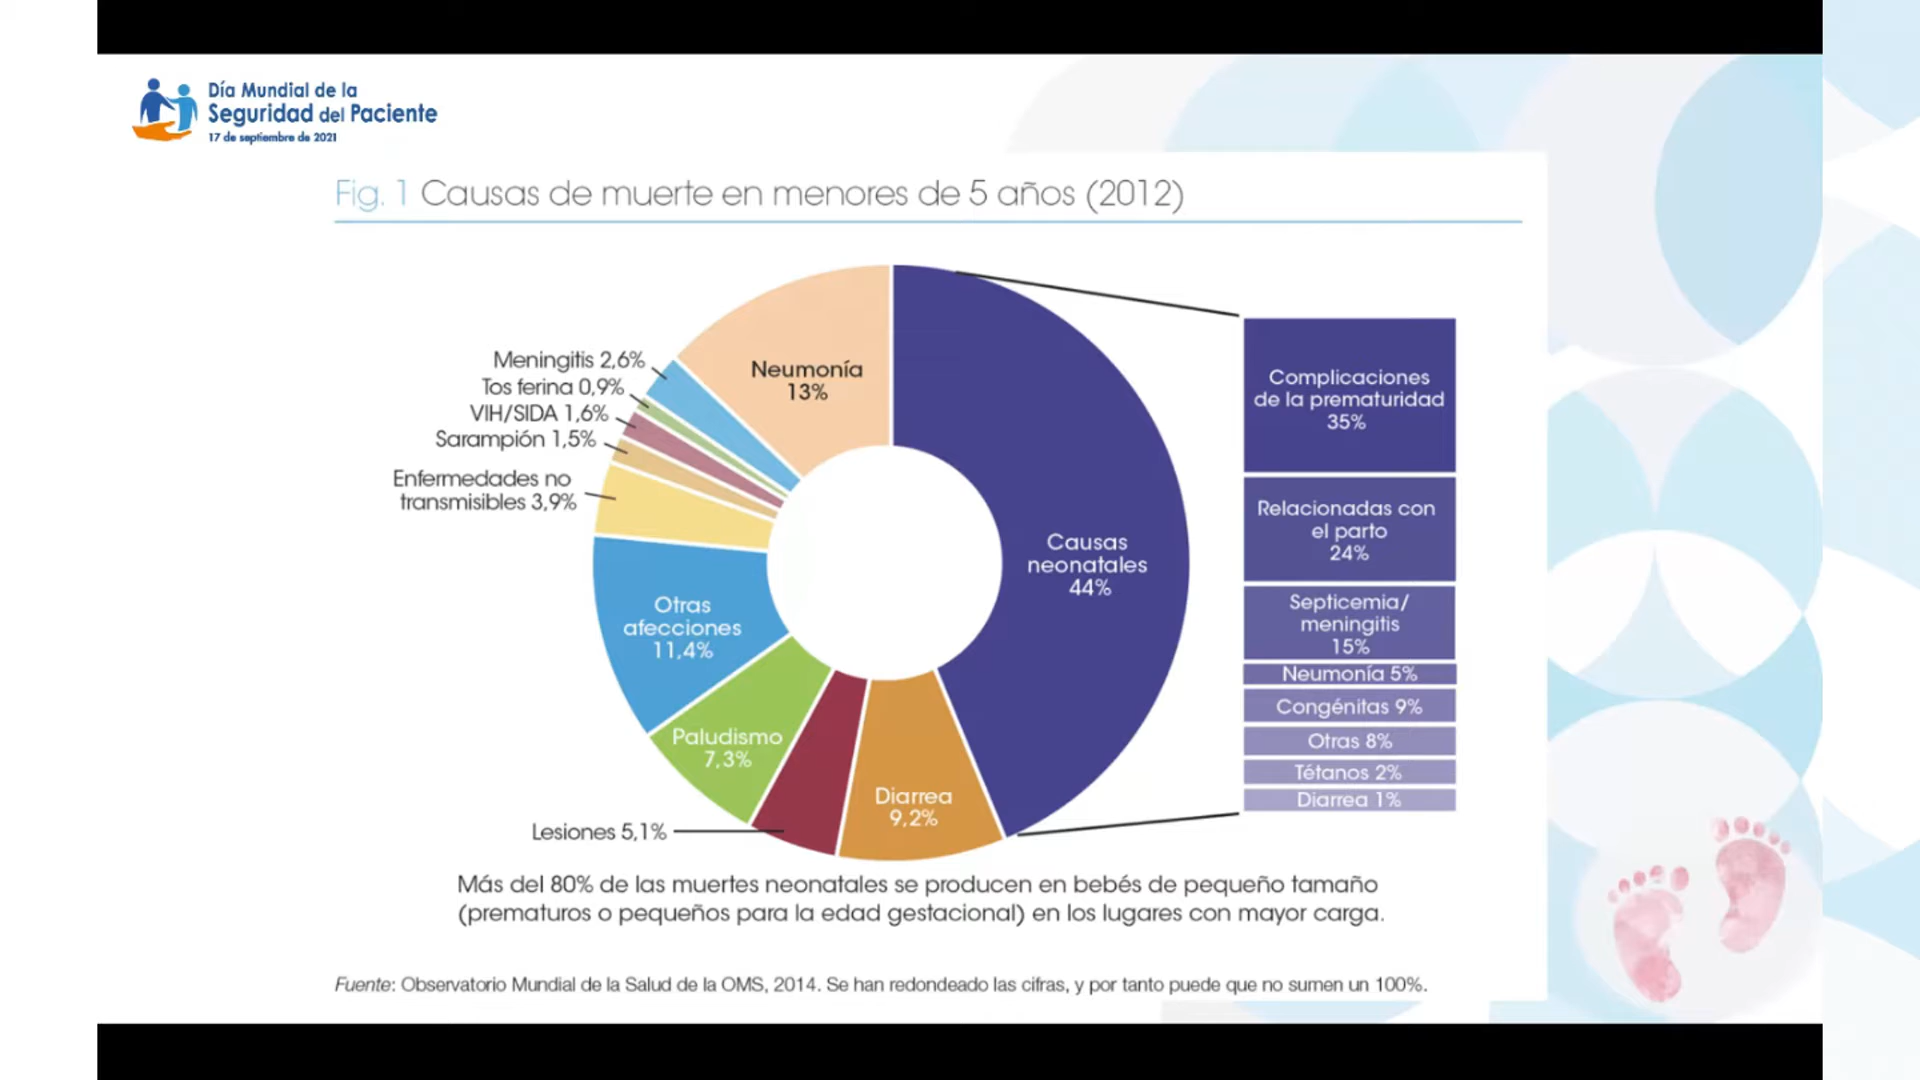 Día Mundial de la
Seguridad del Paciente
17 de septiembre de 2021
Fig. 1 Causas de muerte en menores de 5 años (2012)
Meningitis 2,6%
Tos ferina 0,9%
VIH/SIDA 1,6%
Sarampión 1,5%
Enfermedades no
transmisibles 3,9%
Neumonía
13%
Causas
neonatales
44%
Otras
afecciones
11,4%
Paludismo
7,3%
Diarrea
9,2%
Lesiones 5,1%
Complicaciones
de la prematuridad
35%
Relacionadas con
el parto
24%
Septicemia/
meningitis
15%
Neumonía 5%
Congénitas 9%
Otras 8%
Tétanos 2%
Diarrea 1%
Más del 80% de las muertes neonatales se producen en bebés de pequeño tamaño
(prematuros o pequeños para la edad gestacional) en los lugares con mayor carga.
Fuente: Observatorio Mundial de la Salud de la OMS, 2014. Se han redondeado las cifras, y por tanto puede que no sumen un 100%.